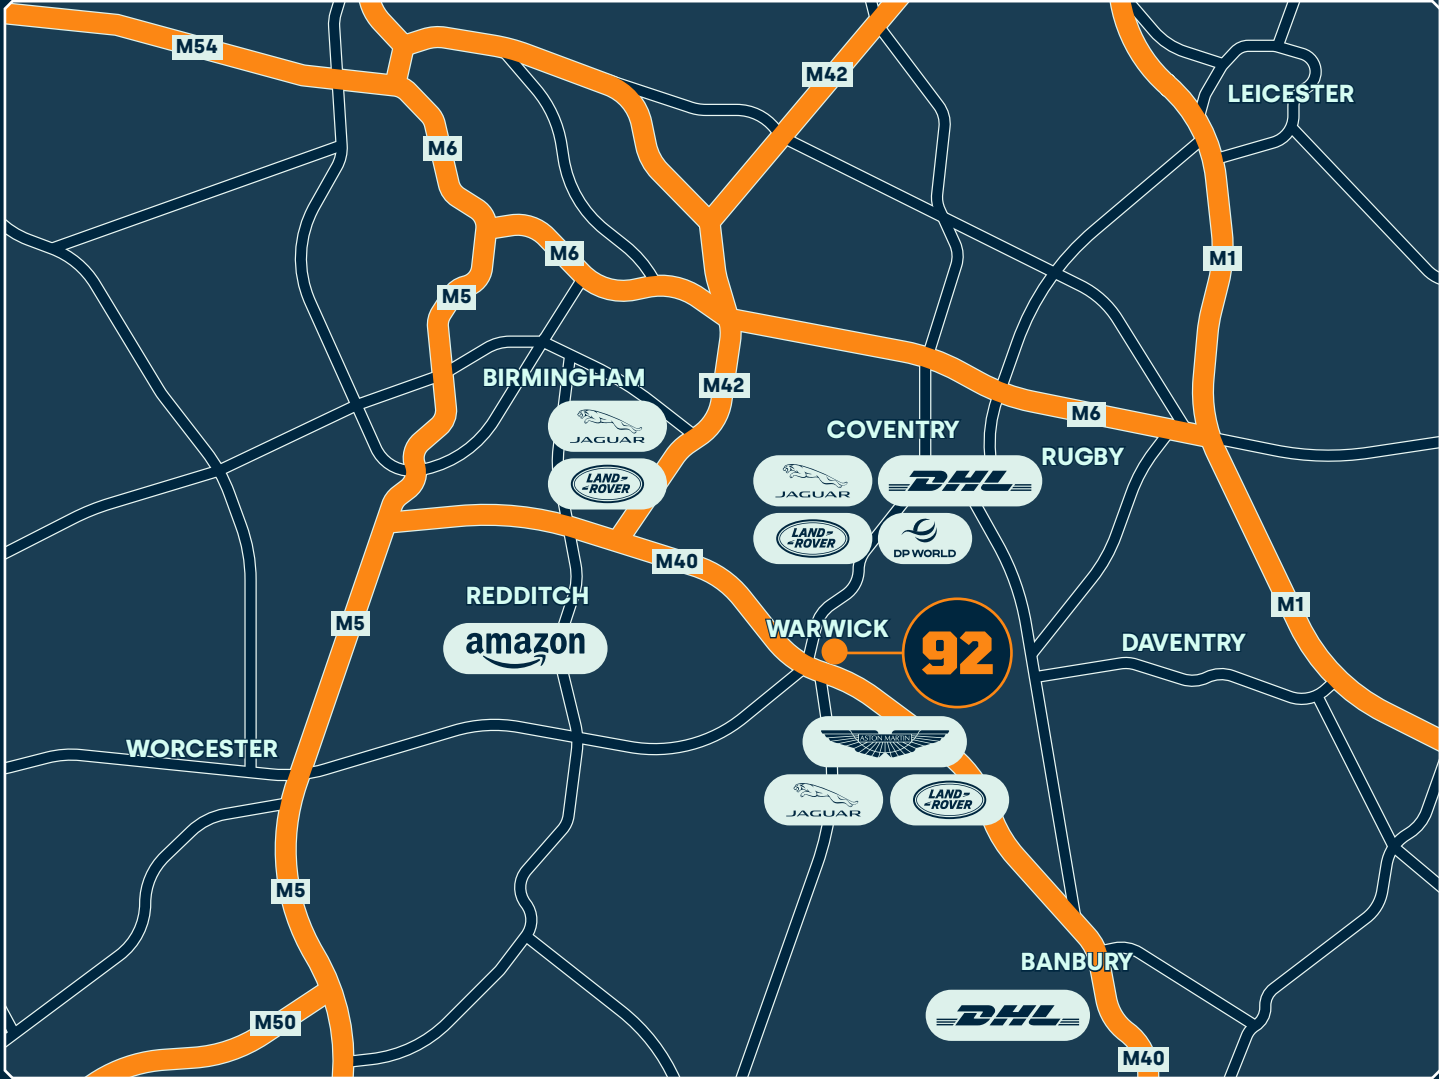 M54
M42
LEICESTER
M6
M6
M1
M5
BIRMINGHAM
M42
JAGUAR
LAND-
-ROVER
M6
COVENTRY
RUGBY
JAGUAR
DHL
LAND-
-ROVER
DP WORLD
M40
REDDITCH
amazon
M5
WARWICK
92
M1
DAVENTRY
WORCESTER
ASTON MARTIN
JAGUAR
LAND-
-ROVER
M5
BANBURY
DHL
M50
M40